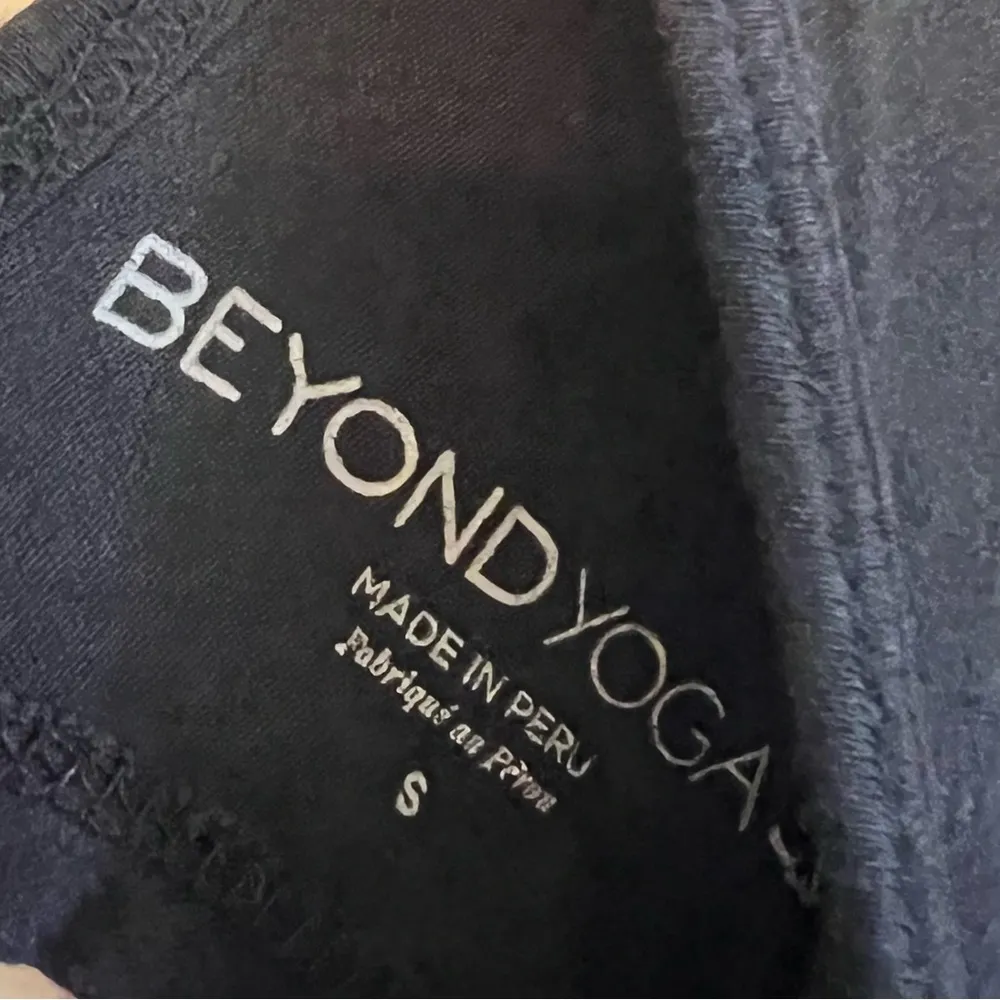 BEYOND YOGA
MADE IN PERU
Fabriqué au Pérou
S